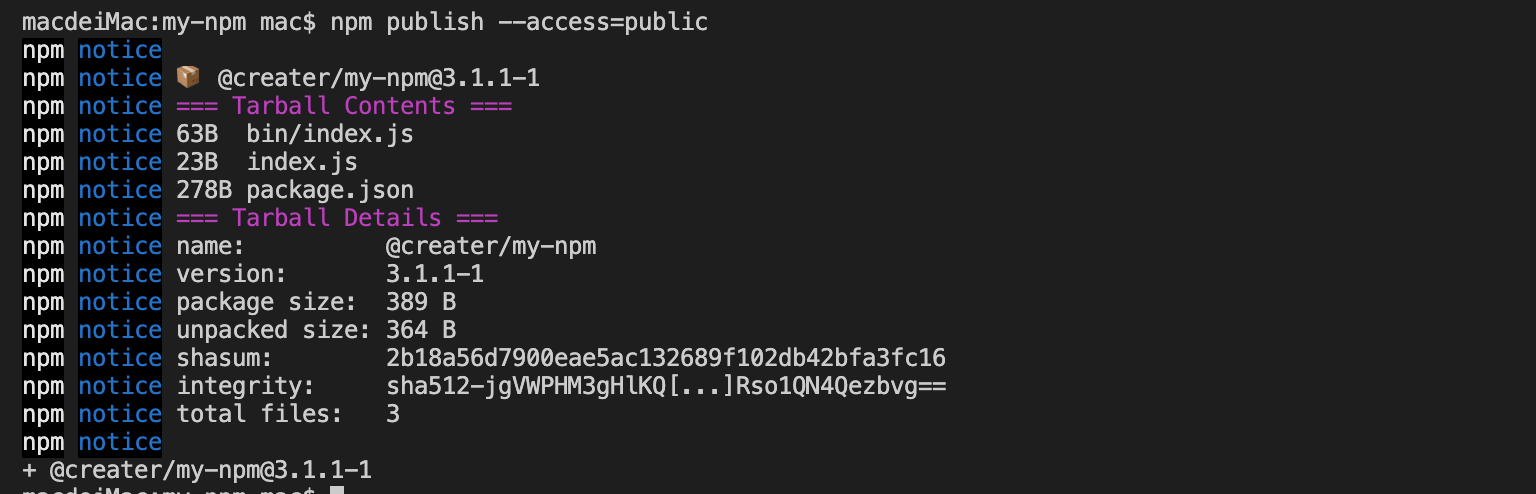 macdeiMac:my-npm mac$ npm publish --access=public
npm notice
npm notice 📦 @creater/my-npm@3.1.1-1
npm notice === Tarball Contents ===
npm notice 63B  bin/index.js
npm notice 23B  index.js
npm notice 278B package.json
npm notice === Tarball Details ===
npm notice name:          @creater/my-npm
npm notice version:       3.1.1-1
npm notice package size:  389 B
npm notice unpacked size: 364 B
npm notice shasum:        2b18a56d7900eae5ac132689f102db42bfa3fc16
npm notice integrity:     sha512-jgVWPHM3gHlKQ[...]Rso1QN4Qezbvg==
npm notice total files:   3
npm notice
+ @creater/my-npm@3.1.1-1
macdeiMac:my-npm mac$